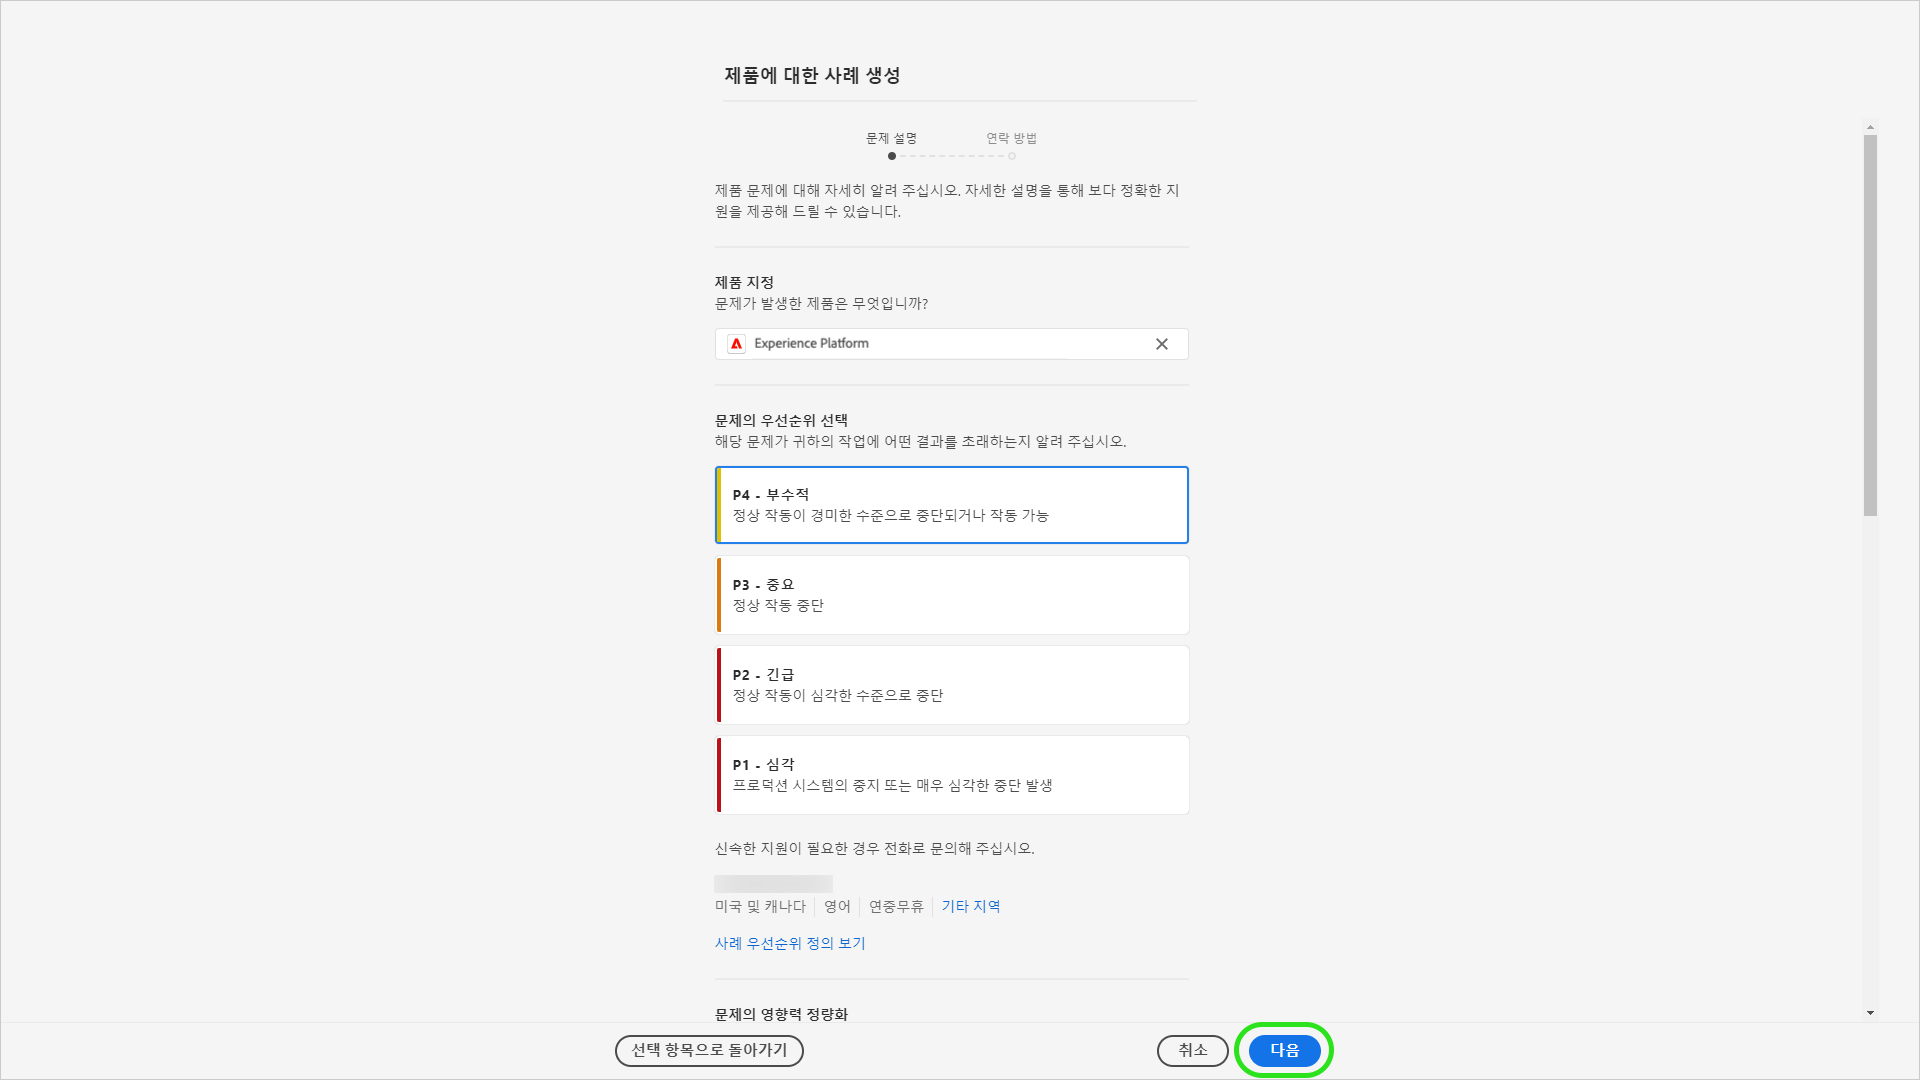 제품에 대한 사례 생성
문제 설명
연락 방법
제품 문제에 대해 자세히 알려 주십시오. 자세한 설명을 통해 보다 정확한 지
원을 제공해 드릴 수 있습니다.
제품 지정
문제가 발생한 제품은 무엇입니까?
Experience Platform
문제의 우선순위 선택
해당 문제가 귀하의 작업에 어떤 결과를 초래하는지 알려 주십시오.
P4 - 부수적
정상 작동이 경미한 수준으로 중단되거나 작동 가능
P3 - 중요
정상 작동 중단
P2 - 긴급
정상 작동이 심각한 수준으로 중단
P1 - 심각
프로덕션 시스템의 중지 또는 매우 심각한 중단 발생
신속한 지원이 필요한 경우 전화로 문의해 주십시오.
미국 및 캐나다 영어 연중무휴 기타 지역
사례 우선순위 정의 보기
문제의 영향력 정량화
선택 항목으로 돌아가기
취소
다음